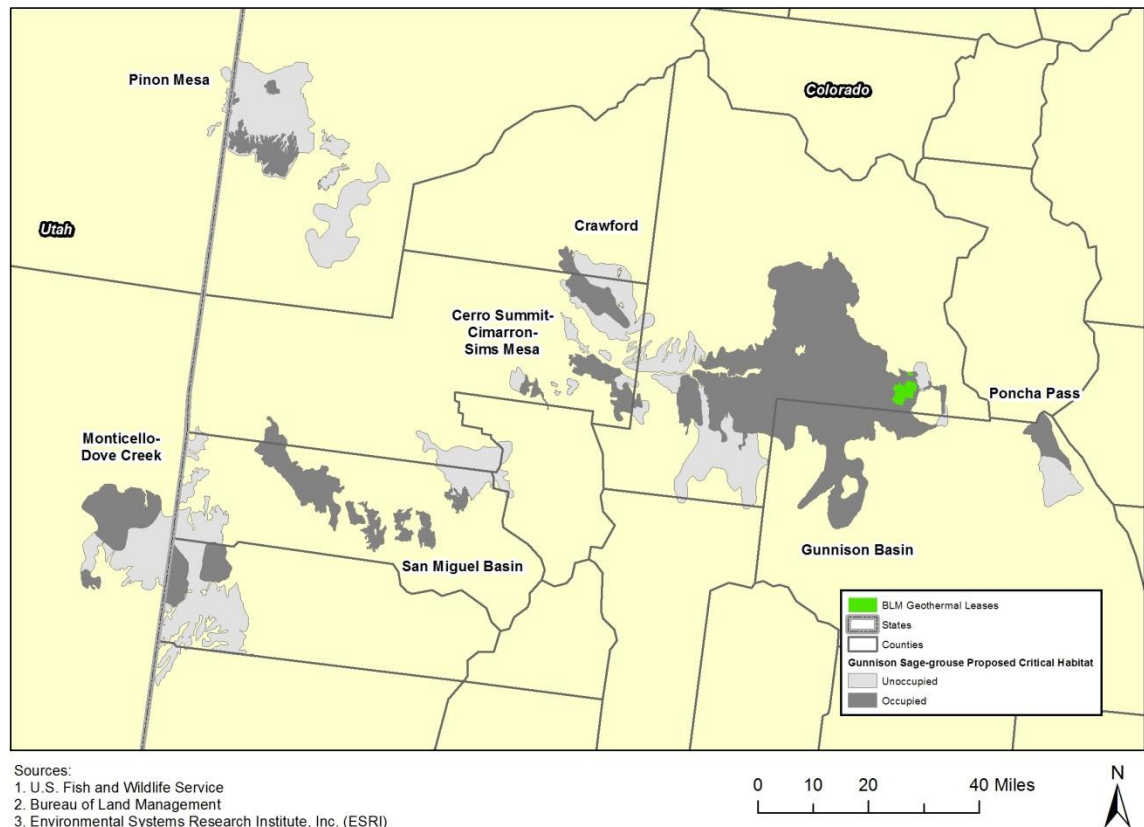 Pinon Mesa
Colorado
Utah
Crawford
Cerro Summit-
Cimarron-
Sims Mesa
Poncha Pass
Monticello-
Dove Creek
San Miguel Basin
Gunnison Basin
BLM Geothermal Leases
States
Counties
Gunnison Sage-grouse Proposed Critical Habitat
Unoccupied
Occupied
Sources:
1. U.S. Fish and Wildlife Service
2. Bureau of Land Management
3. Environmental Systems Research Institute, Inc. (ESRI)
0 10 20 40 Miles
N